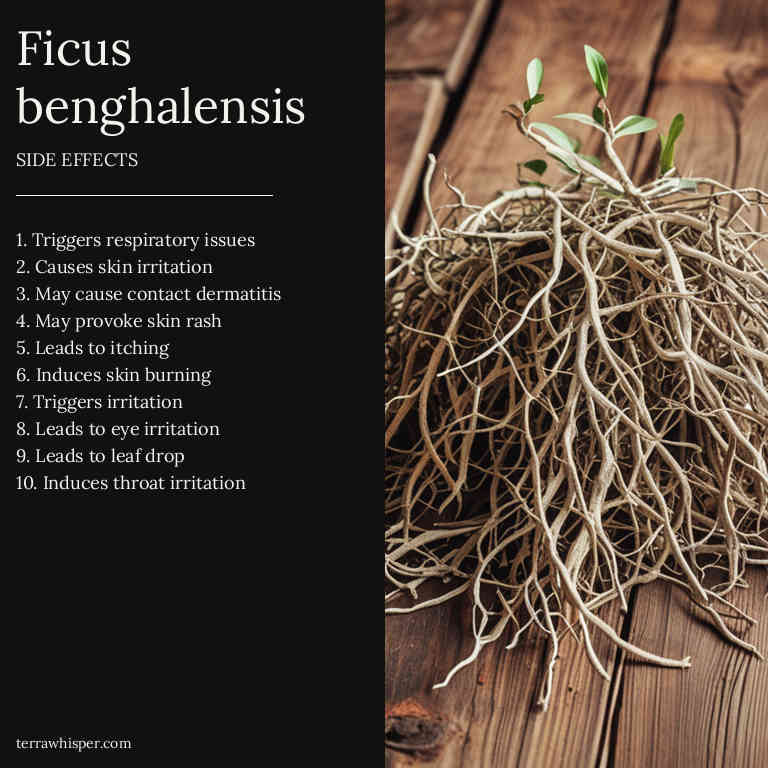 Ficus
benghalensis
SIDE EFFECTS
1. Triggers respiratory issues
2. Causes skin irritation
3. May cause contact dermatitis
4. May provoke skin rash
5. Leads to itching
6. Induces skin burning
7. Triggers irritation
8. Leads to eye irritation
9. Leads to leaf drop
10. Induces throat irritation
terrawhisper.com